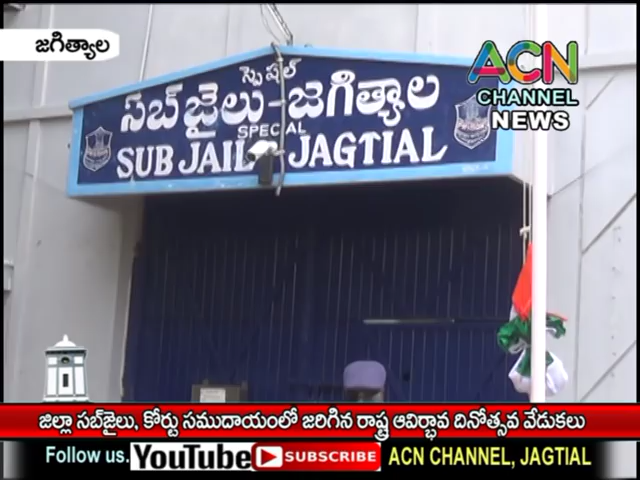 జగిత్యాల
ACN
CHANNEL
NEWS
స్పెషల్
సబ్ జైలు - జగిత్యాల
SPECIAL
SUB JAIL JAGTIAL
జిల్లా సబ్‌జైలు, కోర్టు సముదాయంలో జరిగిన రాష్ట్ర ఆవిర్భావ దినోత్సవ వేడుకలు
Follow us. YouTube SUBSCRIBE ACN CHANNEL, JAGTIAL